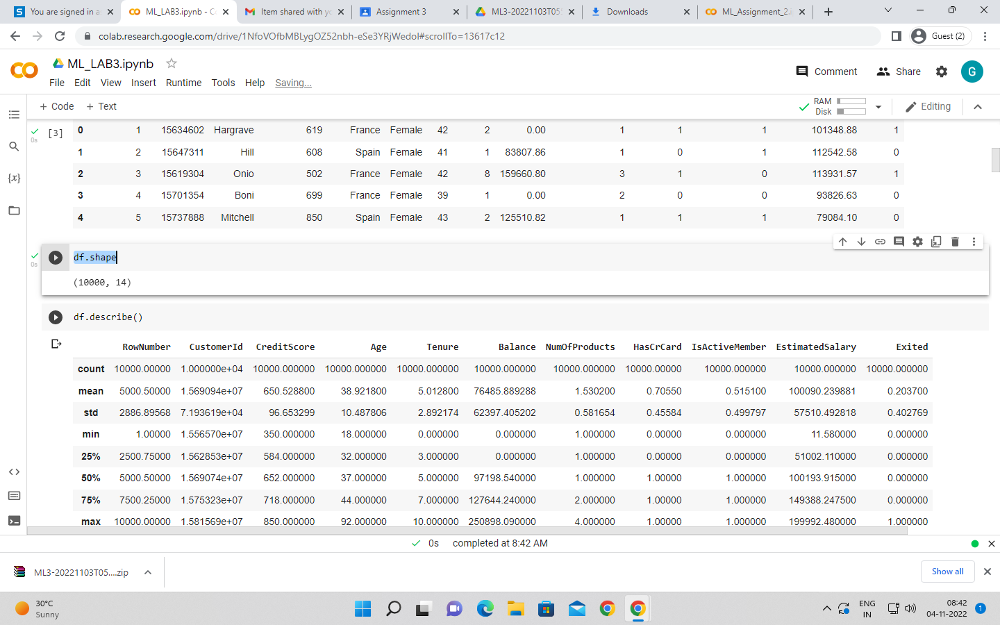 You are signed in a
ML_LAB3.ipynb - C
Item shared with yo
Assignment 3
ML3-20221103T05
Downloads
ML_Assignment_2.i
colab.research.google.com/drive/1NfoVOfbMBLygOZ52nbh-eSe3YRjWedoI#scrollTo=13617c12
Guest (2)
ML_LAB3.ipynb
Comment
Share
G
File Edit View Insert Runtime Tools Help Saving...
+ Code + Text
RAM
Disk
Editing
[3] 0 1 15634602 Hargrave 619 France Female 42 2 0.00 1 1 1 101348.88 1
0s
1 2 15647311 Hill 608 Spain Female 41 1 83807.86 1 0 1 112542.58 0
2 3 15619304 Onio 502 France Female 42 8 159660.80 3 1 0 113931.57 1
{x}
3 4 15701354 Boni 699 France Female 39 1 0.00 2 0 0 93826.63 0
4 5 15737888 Mitchell 850 Spain Female 43 2 125510.82 1 1 1 79084.10 0
df.shape
0s
(10000, 14)
df.describe()
RowNumber CustomerId CreditScore Age Tenure Balance NumOfProducts HasCrCard IsActiveMember EstimatedSalary Exited
count 10000.00000 1.000000e+04 10000.000000 10000.000000 10000.000000 10000.000000 10000.000000 10000.00000 10000.000000 10000.000000 10000.000000
mean 5000.50000 1.569094e+07 650.528800 38.921800 5.012800 76485.889288 1.530200 0.70550 0.515100 100090.239881 0.203700
std 2886.89568 7.193619e+04 96.653299 10.487806 2.892174 62397.405202 0.581654 0.45584 0.499797 57510.492818 0.402769
min 1.00000 1.556570e+07 350.000000 18.000000 0.000000 0.000000 1.000000 0.00000 0.000000 11.580000 0.000000
25% 2500.75000 1.562853e+07 584.000000 32.000000 3.000000 0.000000 1.000000 0.00000 0.000000 51002.110000 0.000000
50% 5000.50000 1.569074e+07 652.000000 37.000000 5.000000 97198.540000 1.000000 1.00000 1.000000 100193.915000 0.000000
75% 7500.25000 1.575323e+07 718.000000 44.000000 7.000000 127644.240000 2.000000 1.00000 1.000000 149388.247500 0.000000
max 10000.00000 1.581569e+07 850.000000 92.000000 10.000000 250898.090000 4.000000 1.00000 1.000000 199992.480000 1.000000
0s completed at 8:42 AM
ML3-20221103T05....zip
Show all
30°C
Sunny
ENG
IN
08:42
04-11-2022
1